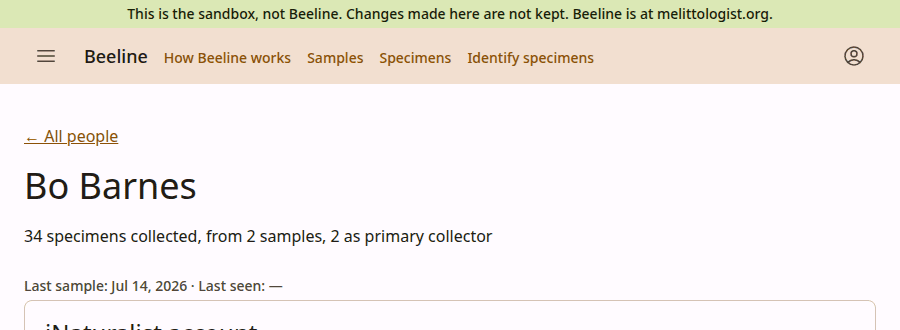 This is the sandbox, not Beeline. Changes made here are not kept. Beeline is at melittologist.org.
Beeline How Beeline works Samples Specimens Identify specimens
← All people
Bo Barnes
34 specimens collected, from 2 samples, 2 as primary collector
Last sample: Jul 14, 2026 · Last seen: —
iNaturalist account